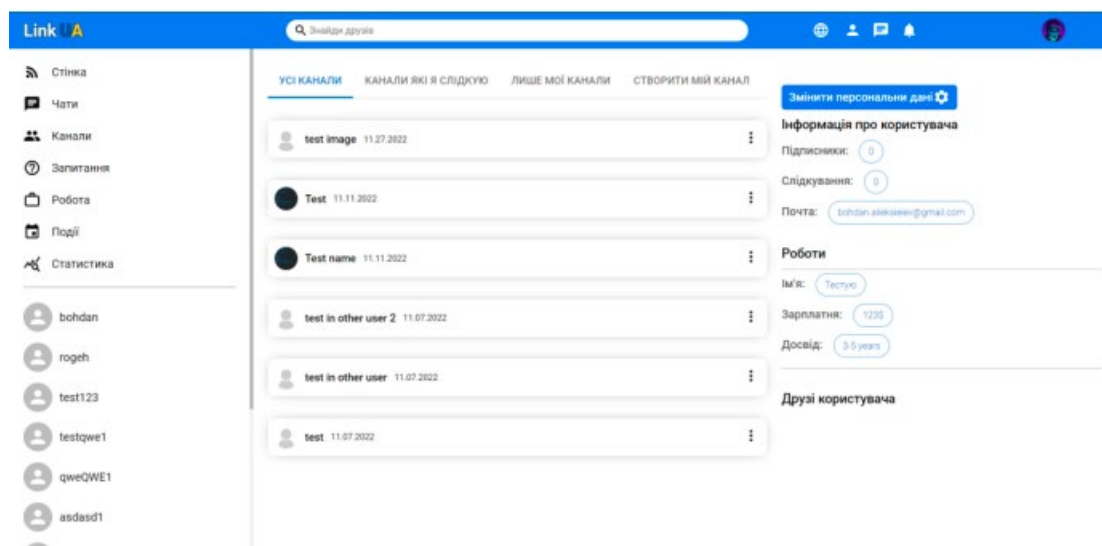 Link UA
Знайди друзів
Стінка
Чати
Канали
Запитання
Робота
Події
Статистика
bohdan
rogeh
test123
testqwe1
qweQWE1
asdasd1
УСІ КАНАЛИ КАНАЛИ ЯКІ Я СЛІДКУЮ ЛИШЕ МОЇ КАНАЛИ СТВОРИТИ МІЙ КАНАЛ
test image 11.27.2022
Test 11.11.2022
Test name 11.11.2022
test in other user 2 11.07.2022
test in other user 11.07.2022
test 11.07.2022
Змінити персональни дані
Інформація про користувача
Підписники: 0
Слідкування: 0
Почта: bohdan.alieksieiev@gmail.com
Роботи
Ім'я: Тестую
Зарплатня: 123$
Досвід: 3-5 years
Друзі користувача